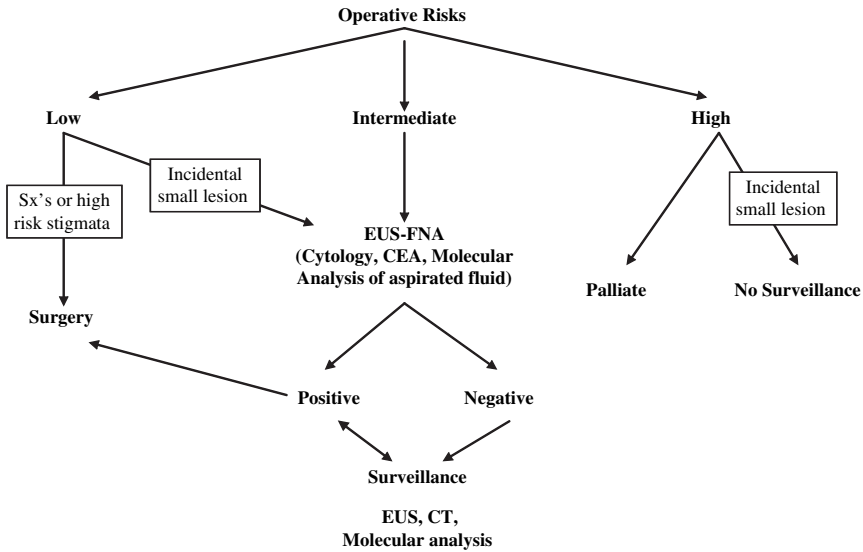 Operative Risks
Low
Intermediate
High
Incidental
small lesion
Sx's or high
risk stigmata
Incidental
small lesion
EUS-FNA
(Cytology, CEA, Molecular
Analysis of aspirated fluid)
Palliate
No Surveillance
Surgery
Positive
Negative
Surveillance
EUS, CT,
Molecular analysis